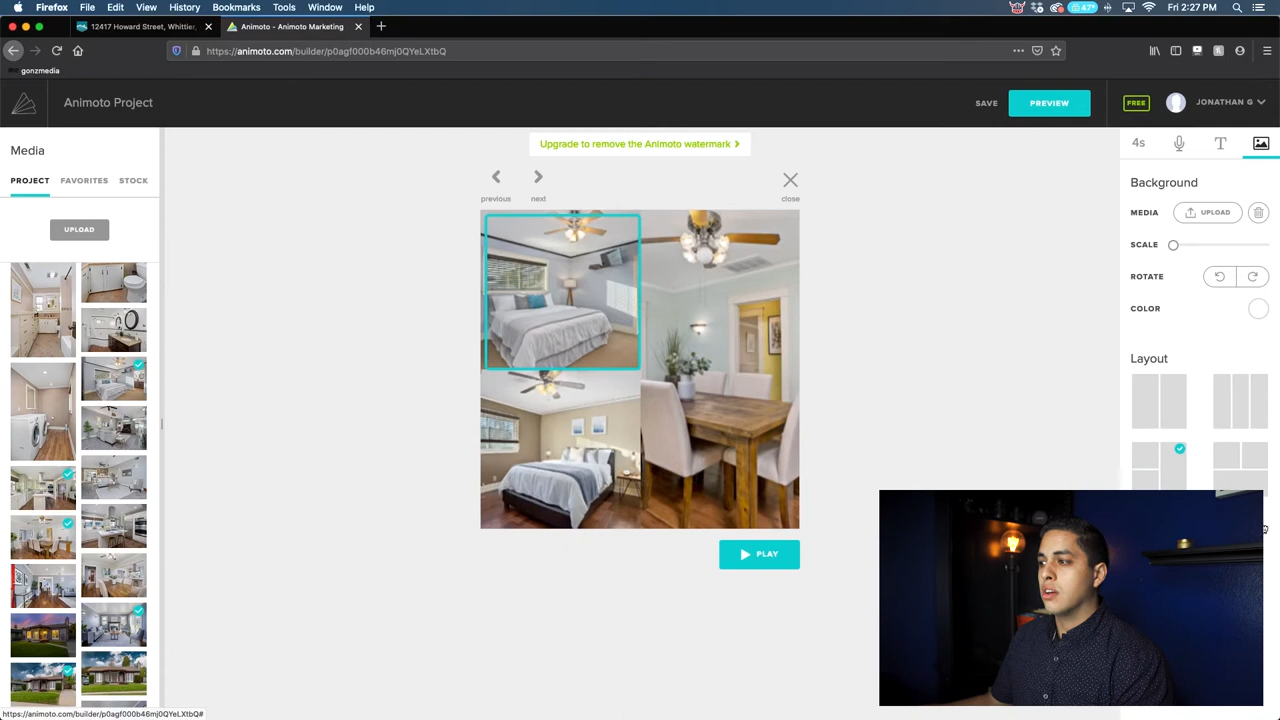 Firefox File Edit View History Bookmarks Tools Window Help
47°
Fri 2:27 PM
12417 Howard Street, Whittier,
Animoto - Animoto Marketing
https://animoto.com/builder/p0agf000b46mj0QYeLXtbQ
gonzmedia
Animoto Project
SAVE
PREVIEW
FREE
JONATHAN G
Media
Upgrade to remove the Animoto watermark
4s
T
PROJECT FAVORITES STOCK
previous next close
Background
UPLOAD
MEDIA UPLOAD
SCALE
ROTATE
COLOR
Layout
PLAY
https://animoto.com/builder/p0agf000b46mj0QYeLXtbQ#